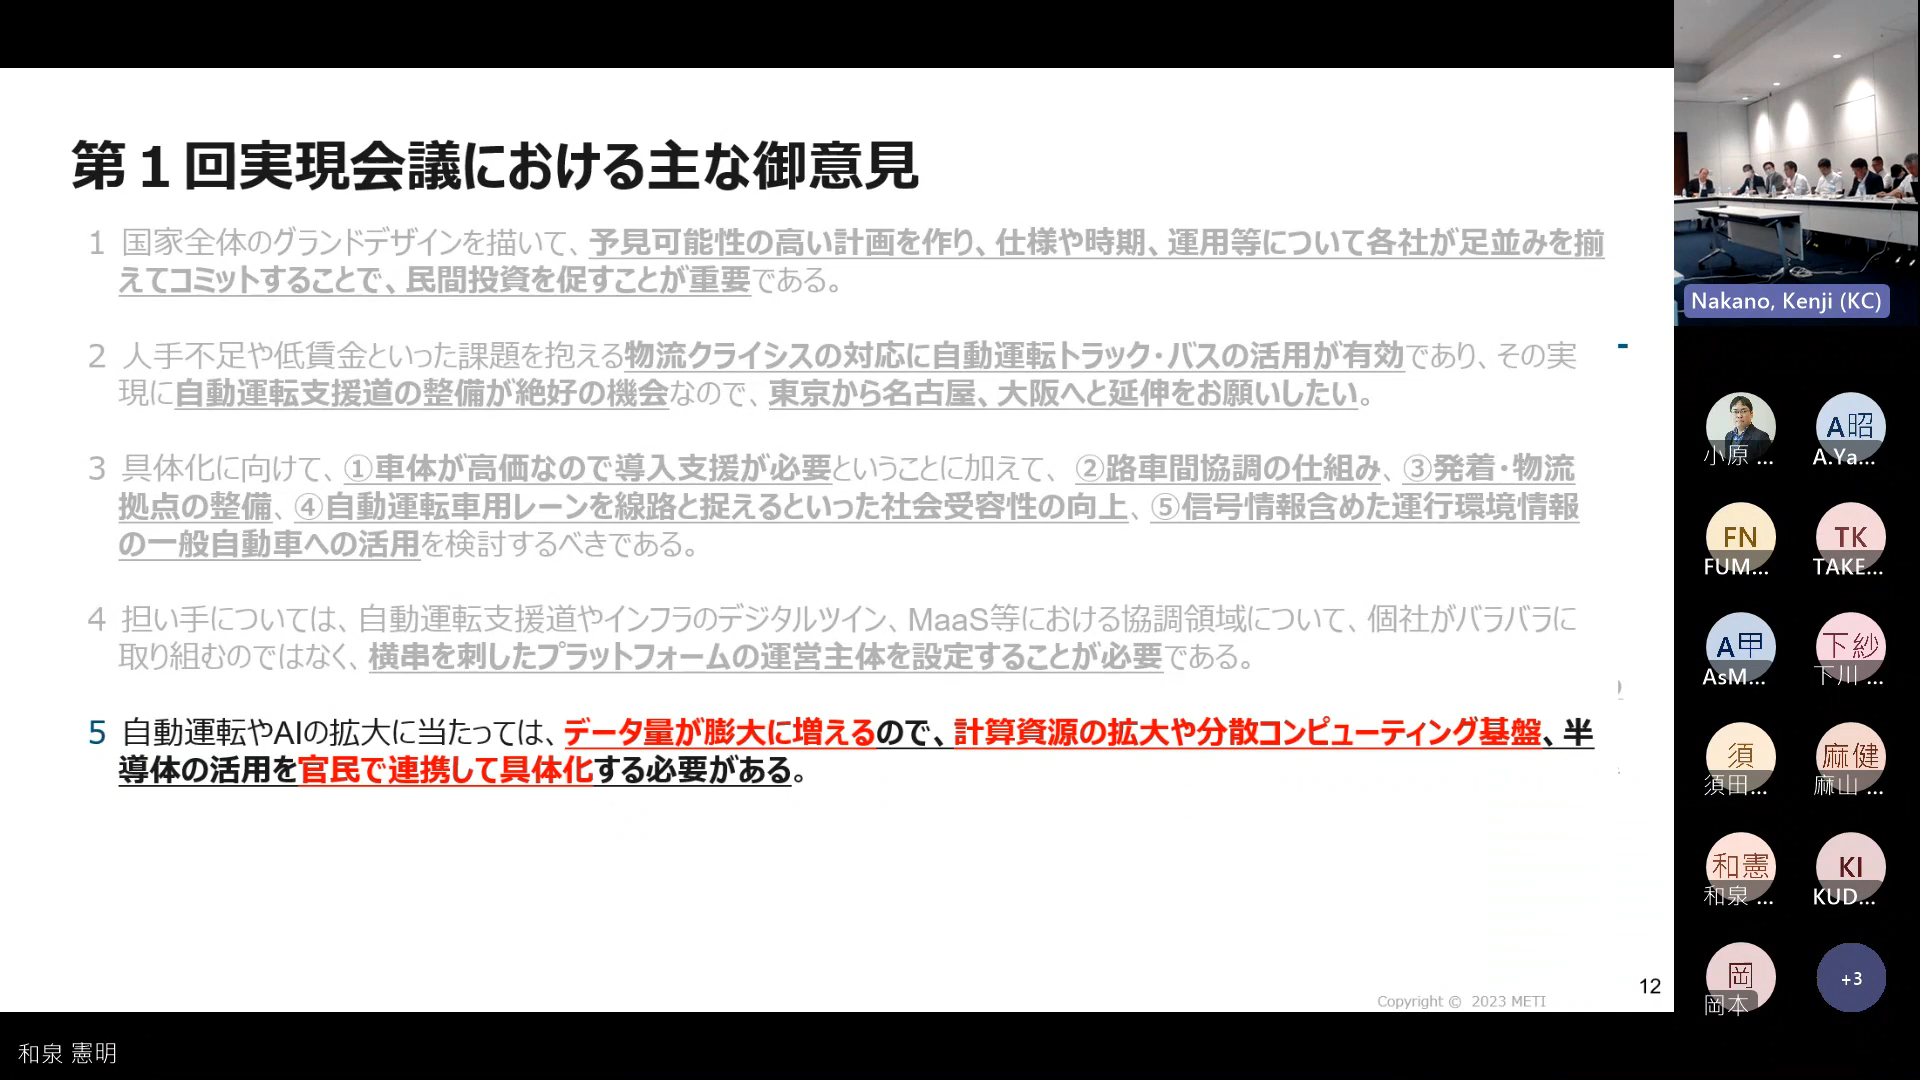 第１回実現会議における主な御意見
1 国家全体のグランドデザインを描いて、予見可能性の高い計画を作り、仕様や時期、運用等について各社が足並みを揃
えてコミットすることで、民間投資を促すことが重要である。
2 人手不足や低賃金といった課題を抱える物流クライシスの対応に自動運転トラック・バスの活用が有効であり、その実
現に自動運転支援道の整備が絶好の機会なので、東京から名古屋、大阪へと延伸をお願いしたい。
3 具体化に向けて、①車体が高価なので導入支援が必要ということに加えて、②路車間協調の仕組み、③発着・物流
拠点の整備、④自動運転車用レーンを線路と捉えるといった社会受容性の向上、⑤信号情報含めた運行環境情報
の一般自動車への活用を検討するべきである。
4 担い手については、自動運転支援道やインフラのデジタルツイン、MaaS等における協調領域について、個社がバラバラに
取り組むのではなく、横串を刺したプラットフォームの運営主体を設定することが必要である。
5 自動運転やAIの拡大に当たっては、データ量が膨大に増えるので、計算資源の拡大や分散コンピューティング基盤、半
導体の活用を官民で連携して具体化する必要がある。
Copyright © 2023 METI
12
和泉 憲明
Nakano, Kenji (KC)
小原 ...
A昭
A.Ya...
FN
FUM...
TK
TAKE...
A甲
AsM...
下紗
下川 ...
須
須田...
麻健
麻山 ...
和憲
和泉 ...
KI
KUD...
岡
岡本
+3